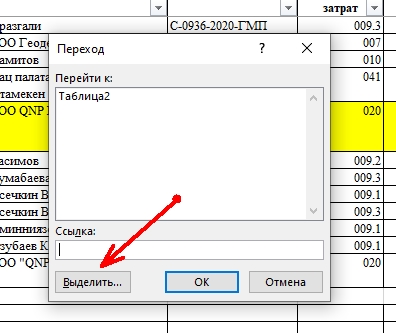 затрат
разгали С-0936-2020-ГМП 009.3
ОО Геоде 007
амитов 010
ац палата 041
тамекен
ОО QNP 020
асимов 009.2
умабаева 009.3
сечкин В 009.1
сечкин В 009.3
минниязо 009.1
зубаев К 009.1
ОО "QNP 020
Переход
?
Перейти к:
Таблица2
Ссылка:
Выделить...
ОК
Отмена